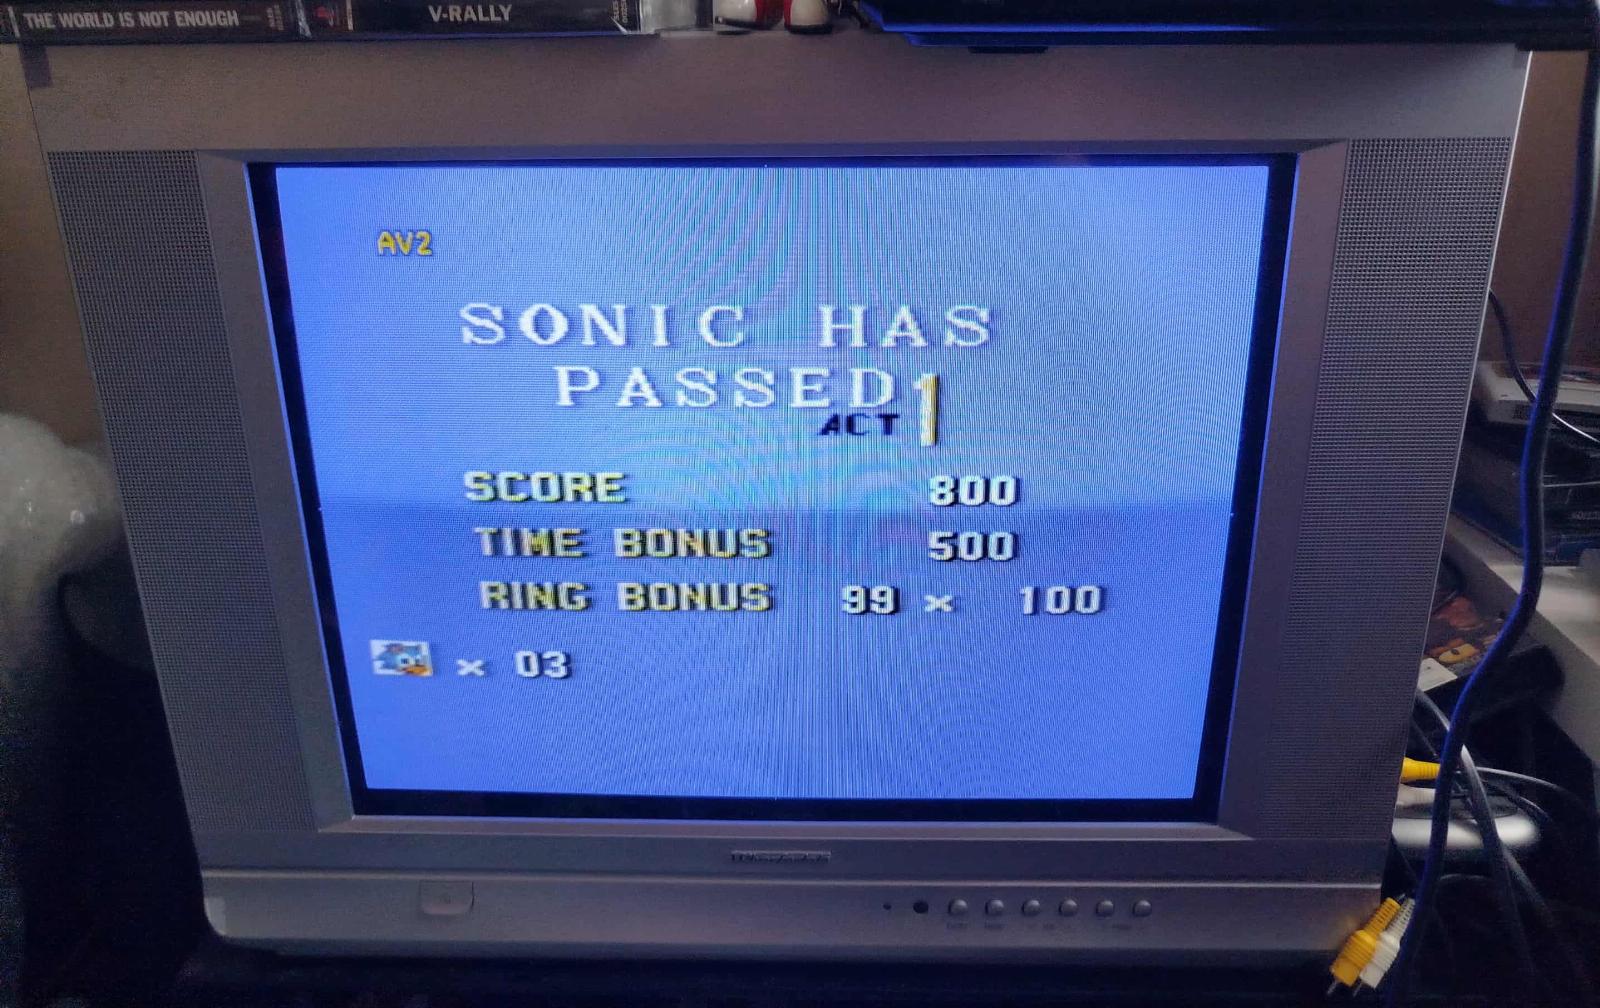 THE WORLD IS NOT ENOUGH
V-RALLY
AV2
SONIC HAS
PASSED
ACT 1
SCORE 800
TIME BONUS 500
RING BONUS 99 × 100
× 03